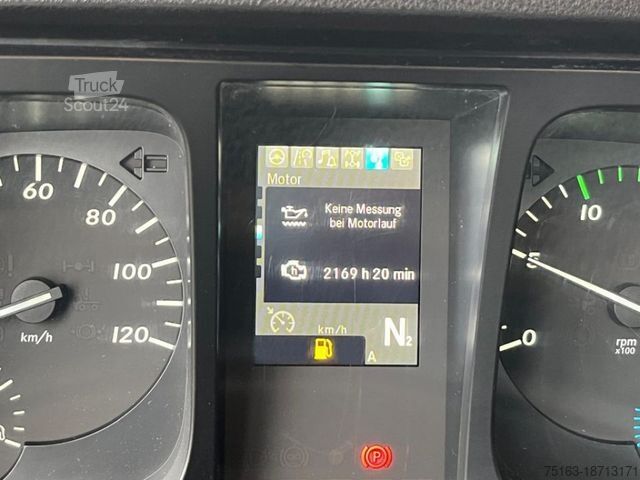 Truck
Scout24
Motor
Keine Messung
bei Motorlauf
2169 h 20 min
km/h
N2
A
60
80
100
120
km/h
10
5
0
rpm
x100
P
75163-18713171